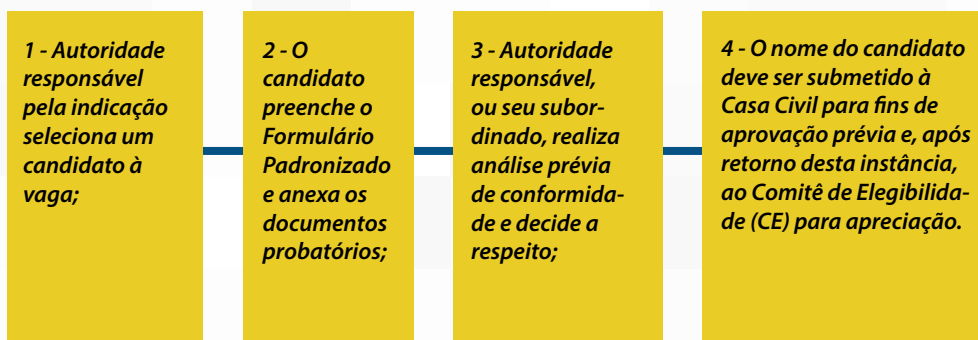 1 - Autoridade
responsável
pela indicação
seleciona um
candidato à
vaga;
2 - O
candidato
preenche o
Formulário
Padronizado
e anexa os
documentos
probatórios;
3 - Autoridade
responsável,
ou seu subor-
dinado, realiza
análise prévia
de conformida-
de e decide a
respeito;
4 - O nome do candidato
deve ser submetido à
Casa Civil para fins de
aprovação prévia e, após
retorno desta instância,
ao Comitê de Elegibilida-
de (CE) para apreciação.